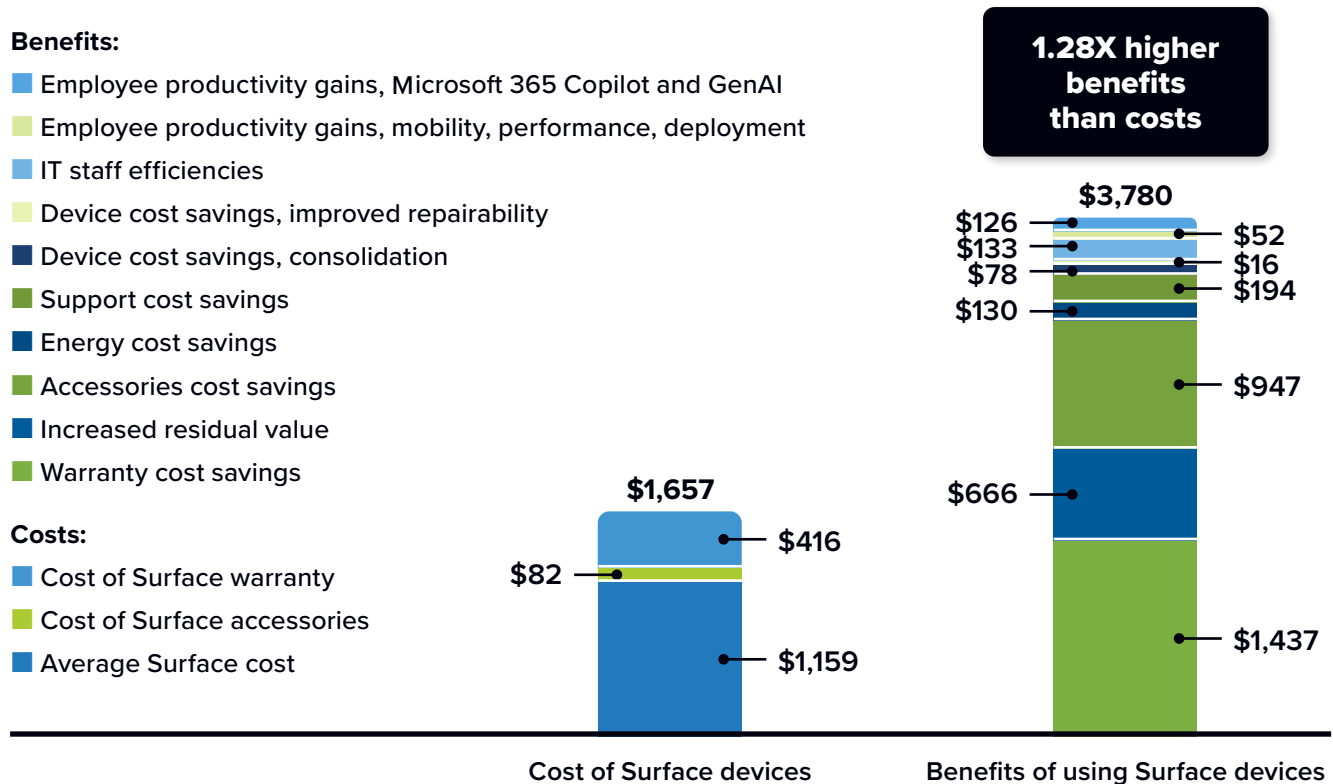 Benefits:
Employee productivity gains, Microsoft 365 Copilot and GenAI
Employee productivity gains, mobility, performance, deployment
IT staff efficiencies
Device cost savings, improved repairability
Device cost savings, consolidation
Support cost savings
Energy cost savings
Accessories cost savings
Increased residual value
Warranty cost savings
Costs:
Cost of Surface warranty
Cost of Surface accessories
Average Surface cost
$1,657
$416
$82
$1,159
Cost of Surface devices
1.28X higher
benefits
than costs
$3,780
$126
$52
$133
$16
$78
$194
$130
$947
$666
$1,437
Benefits of using Surface devices